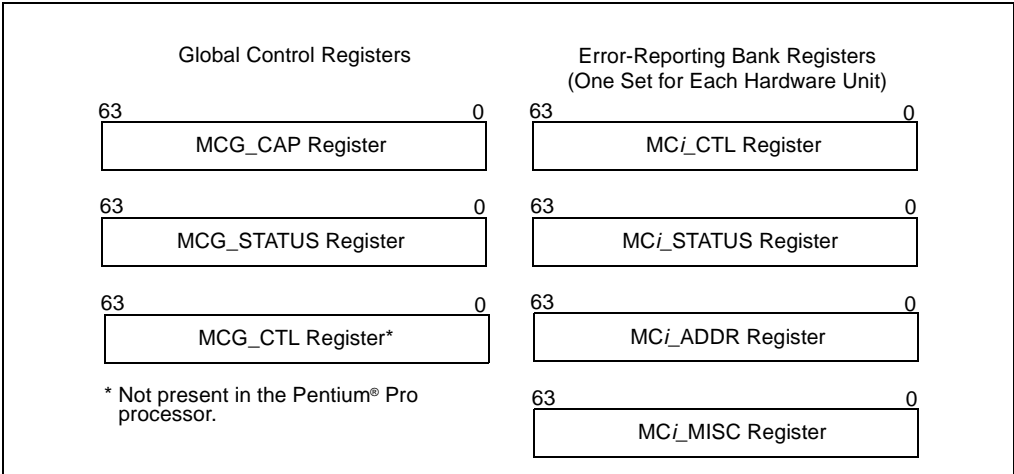 Global Control Registers
63 0
MCG_CAP Register
63 0
MCG_STATUS Register
63 0
MCG_CTL Register*
* Not present in the Pentium® Pro
processor.
Error-Reporting Bank Registers
(One Set for Each Hardware Unit)
63 0
MCi_CTL Register
63 0
MCi_STATUS Register
63 0
MCi_ADDR Register
63 0
MCi_MISC Register